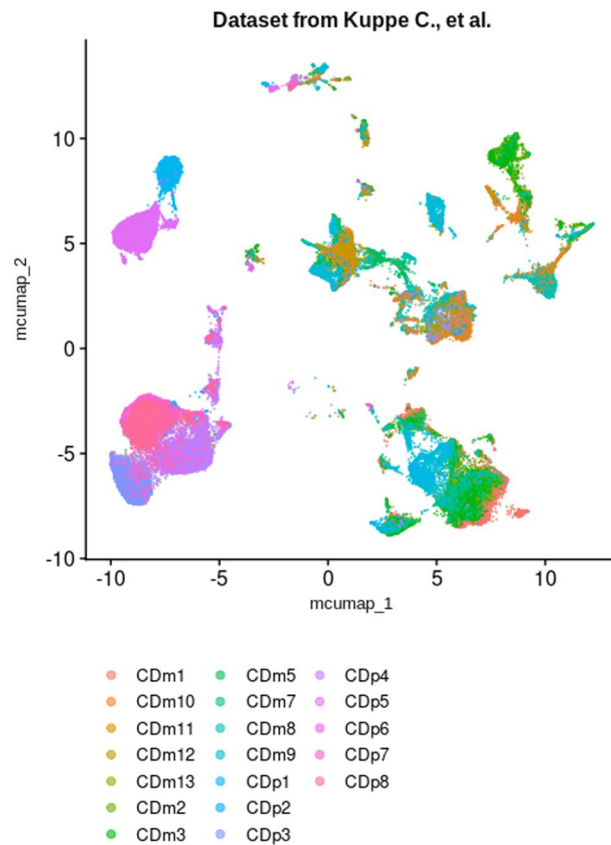 Dataset from Kuppe C., et al.
10
5
0
-5
-10
mcumap_2
-10 -5 0 5 10
mcumap_1
CDm1 CDm5 CDp4
CDm10 CDm7 CDp5
CDm11 CDm8 CDp6
CDm12 CDm9 CDp7
CDm13 CDp1 CDp8
CDm2 CDp2
CDm3 CDp3